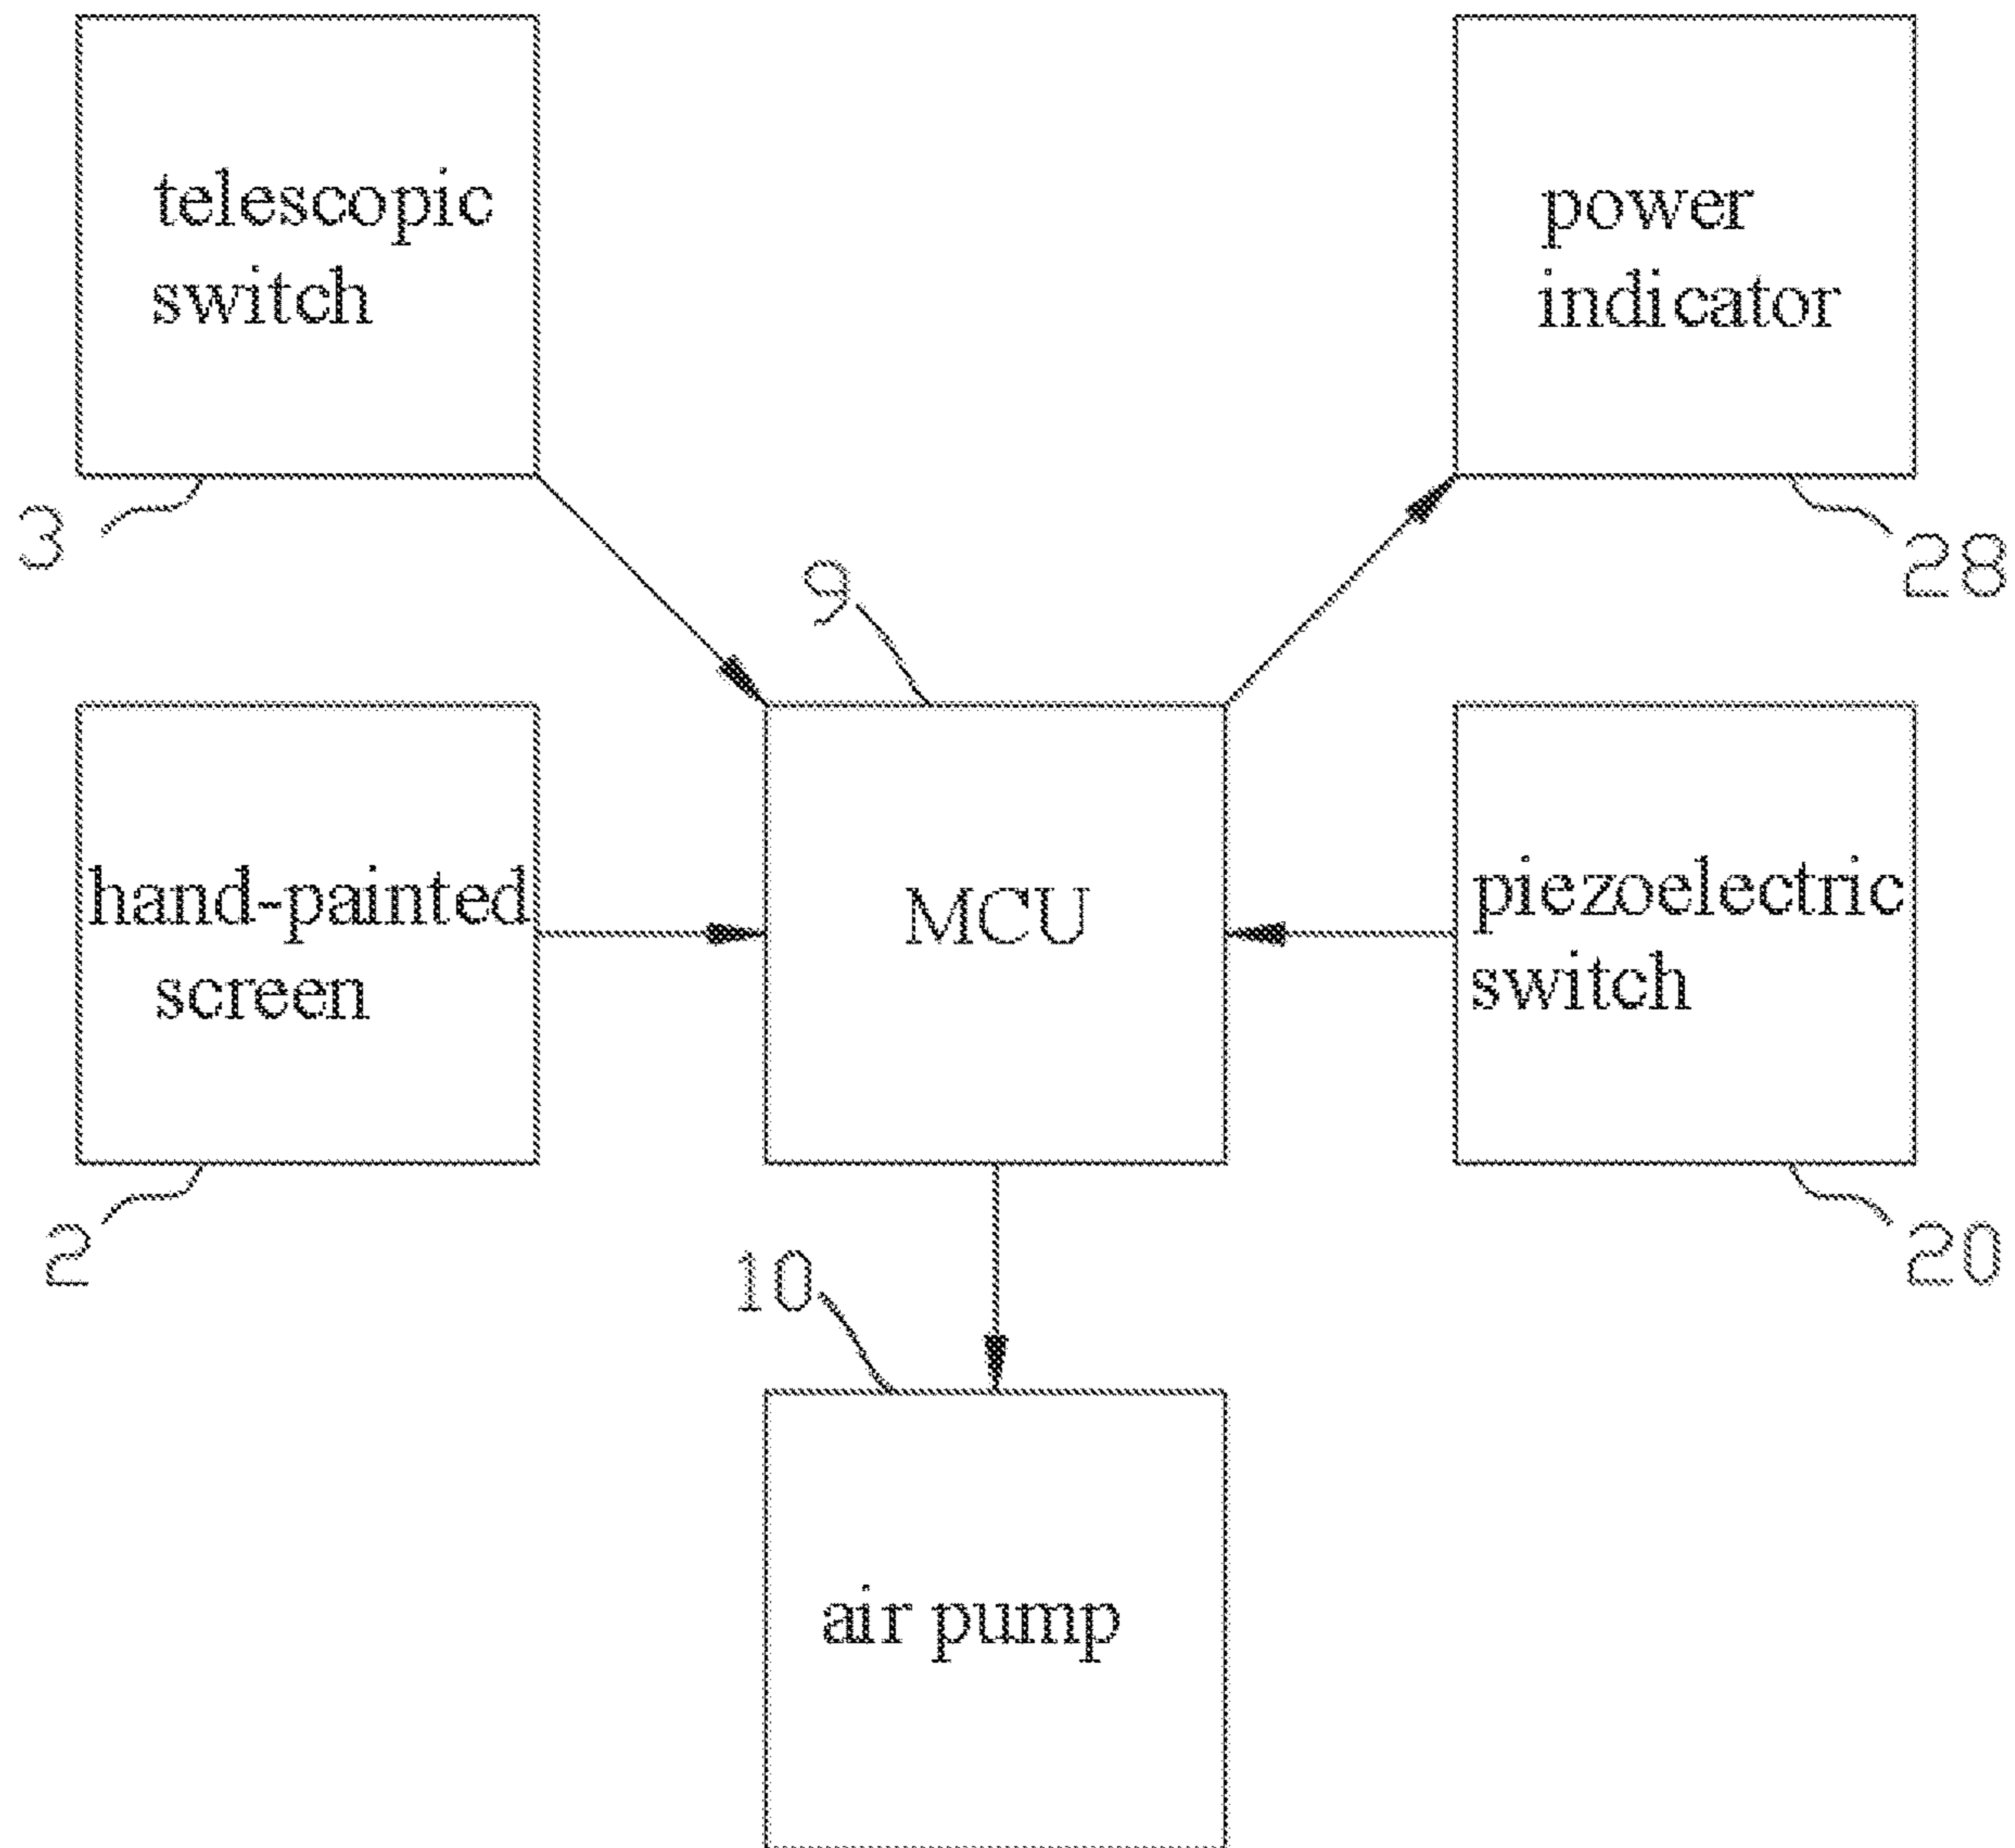 telescopic
switch
power
indicator
3
28
9
hand-painted
screen
MCU
piezoelectric
switch
2
20
10
air pump